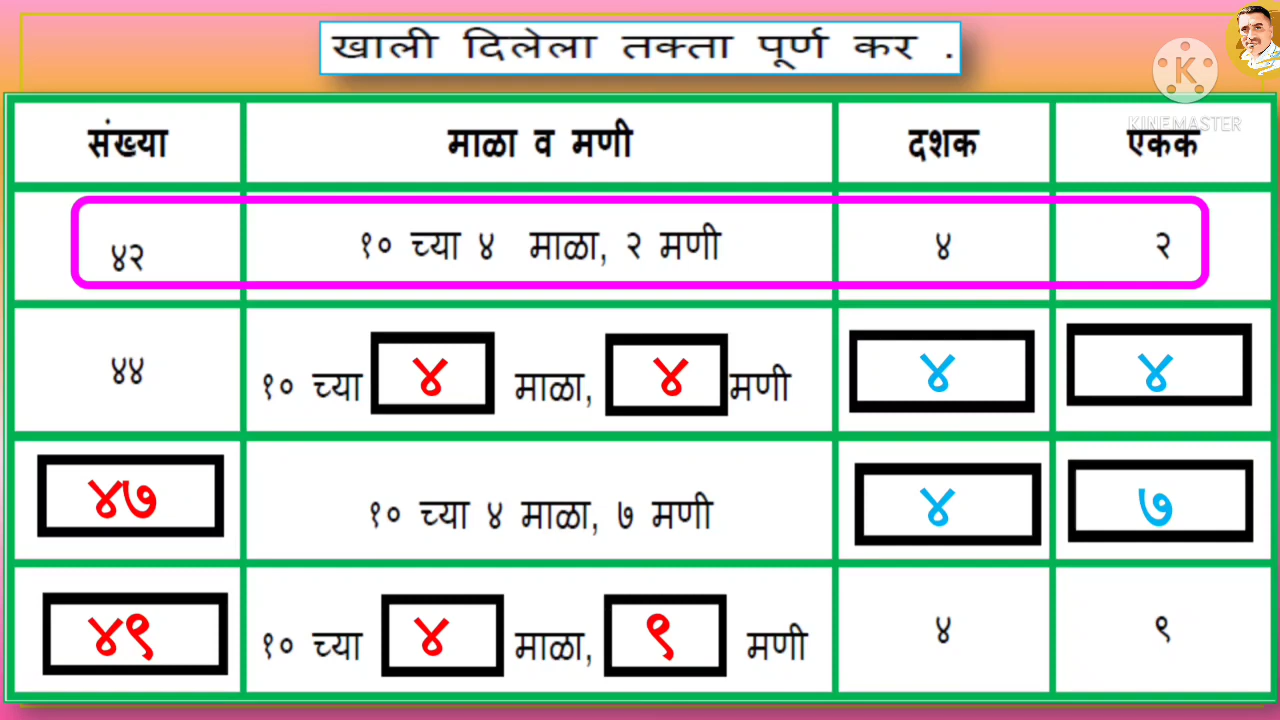 खाली दिलेला तक्ता पूर्ण कर .
KINEMASTER
संख्या माळा व मणी दशक एकक
४२ १० च्या ४ माळा, २ मणी ४ २
४४ १० च्या ४ माळा, ४ मणी ४ ४
४७ १० च्या ४ माळा, ७ मणी ४ ७
४९ १० च्या ४ माळा, ९ मणी ४ ९